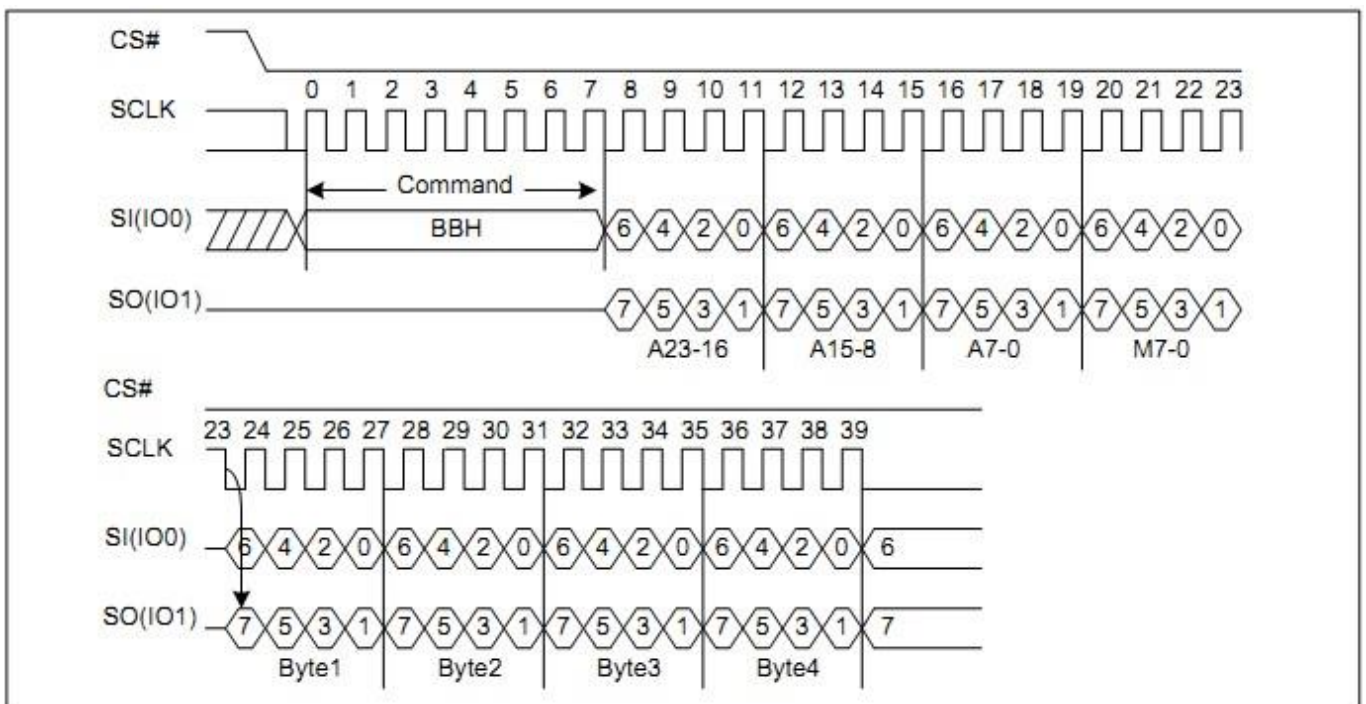 CS#
0 1 2 3 4 5 6 7 8 9 10 11 12 13 14 15 16 17 18 19 20 21 22 23
SCLK
Command
SI(IO0) BBH 6 4 2 0 6 4 2 0 6 4 2 0 6 4 2 0
SO(IO1) 7 5 3 1 7 5 3 1 7 5 3 1 7 5 3 1
A23-16 A15-8 A7-0 M7-0
CS#
23 24 25 26 27 28 29 30 31 32 33 34 35 36 37 38 39
SCLK
SI(IO0) 6 4 2 0 6 4 2 0 6 4 2 0 6 4 2 0 6
SO(IO1) 7 5 3 1 7 5 3 1 7 5 3 1 7 5 3 1 7
Byte1 Byte2 Byte3 Byte4